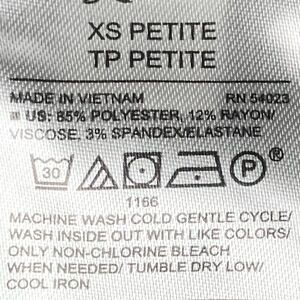 XS PETITE
TP PETITE
MADE IN VIETNAM RN 54023
US: 85% POLYESTER, 12% RAYON/
VISCOSE, 3% SPANDEX/ELASTANE
30 P ®
1166
MACHINE WASH COLD GENTLE CYCLE/
WASH INSIDE OUT WITH LIKE COLORS/
ONLY NON-CHLORINE BLEACH
WHEN NEEDED/ TUMBLE DRY LOW/
COOL IRON